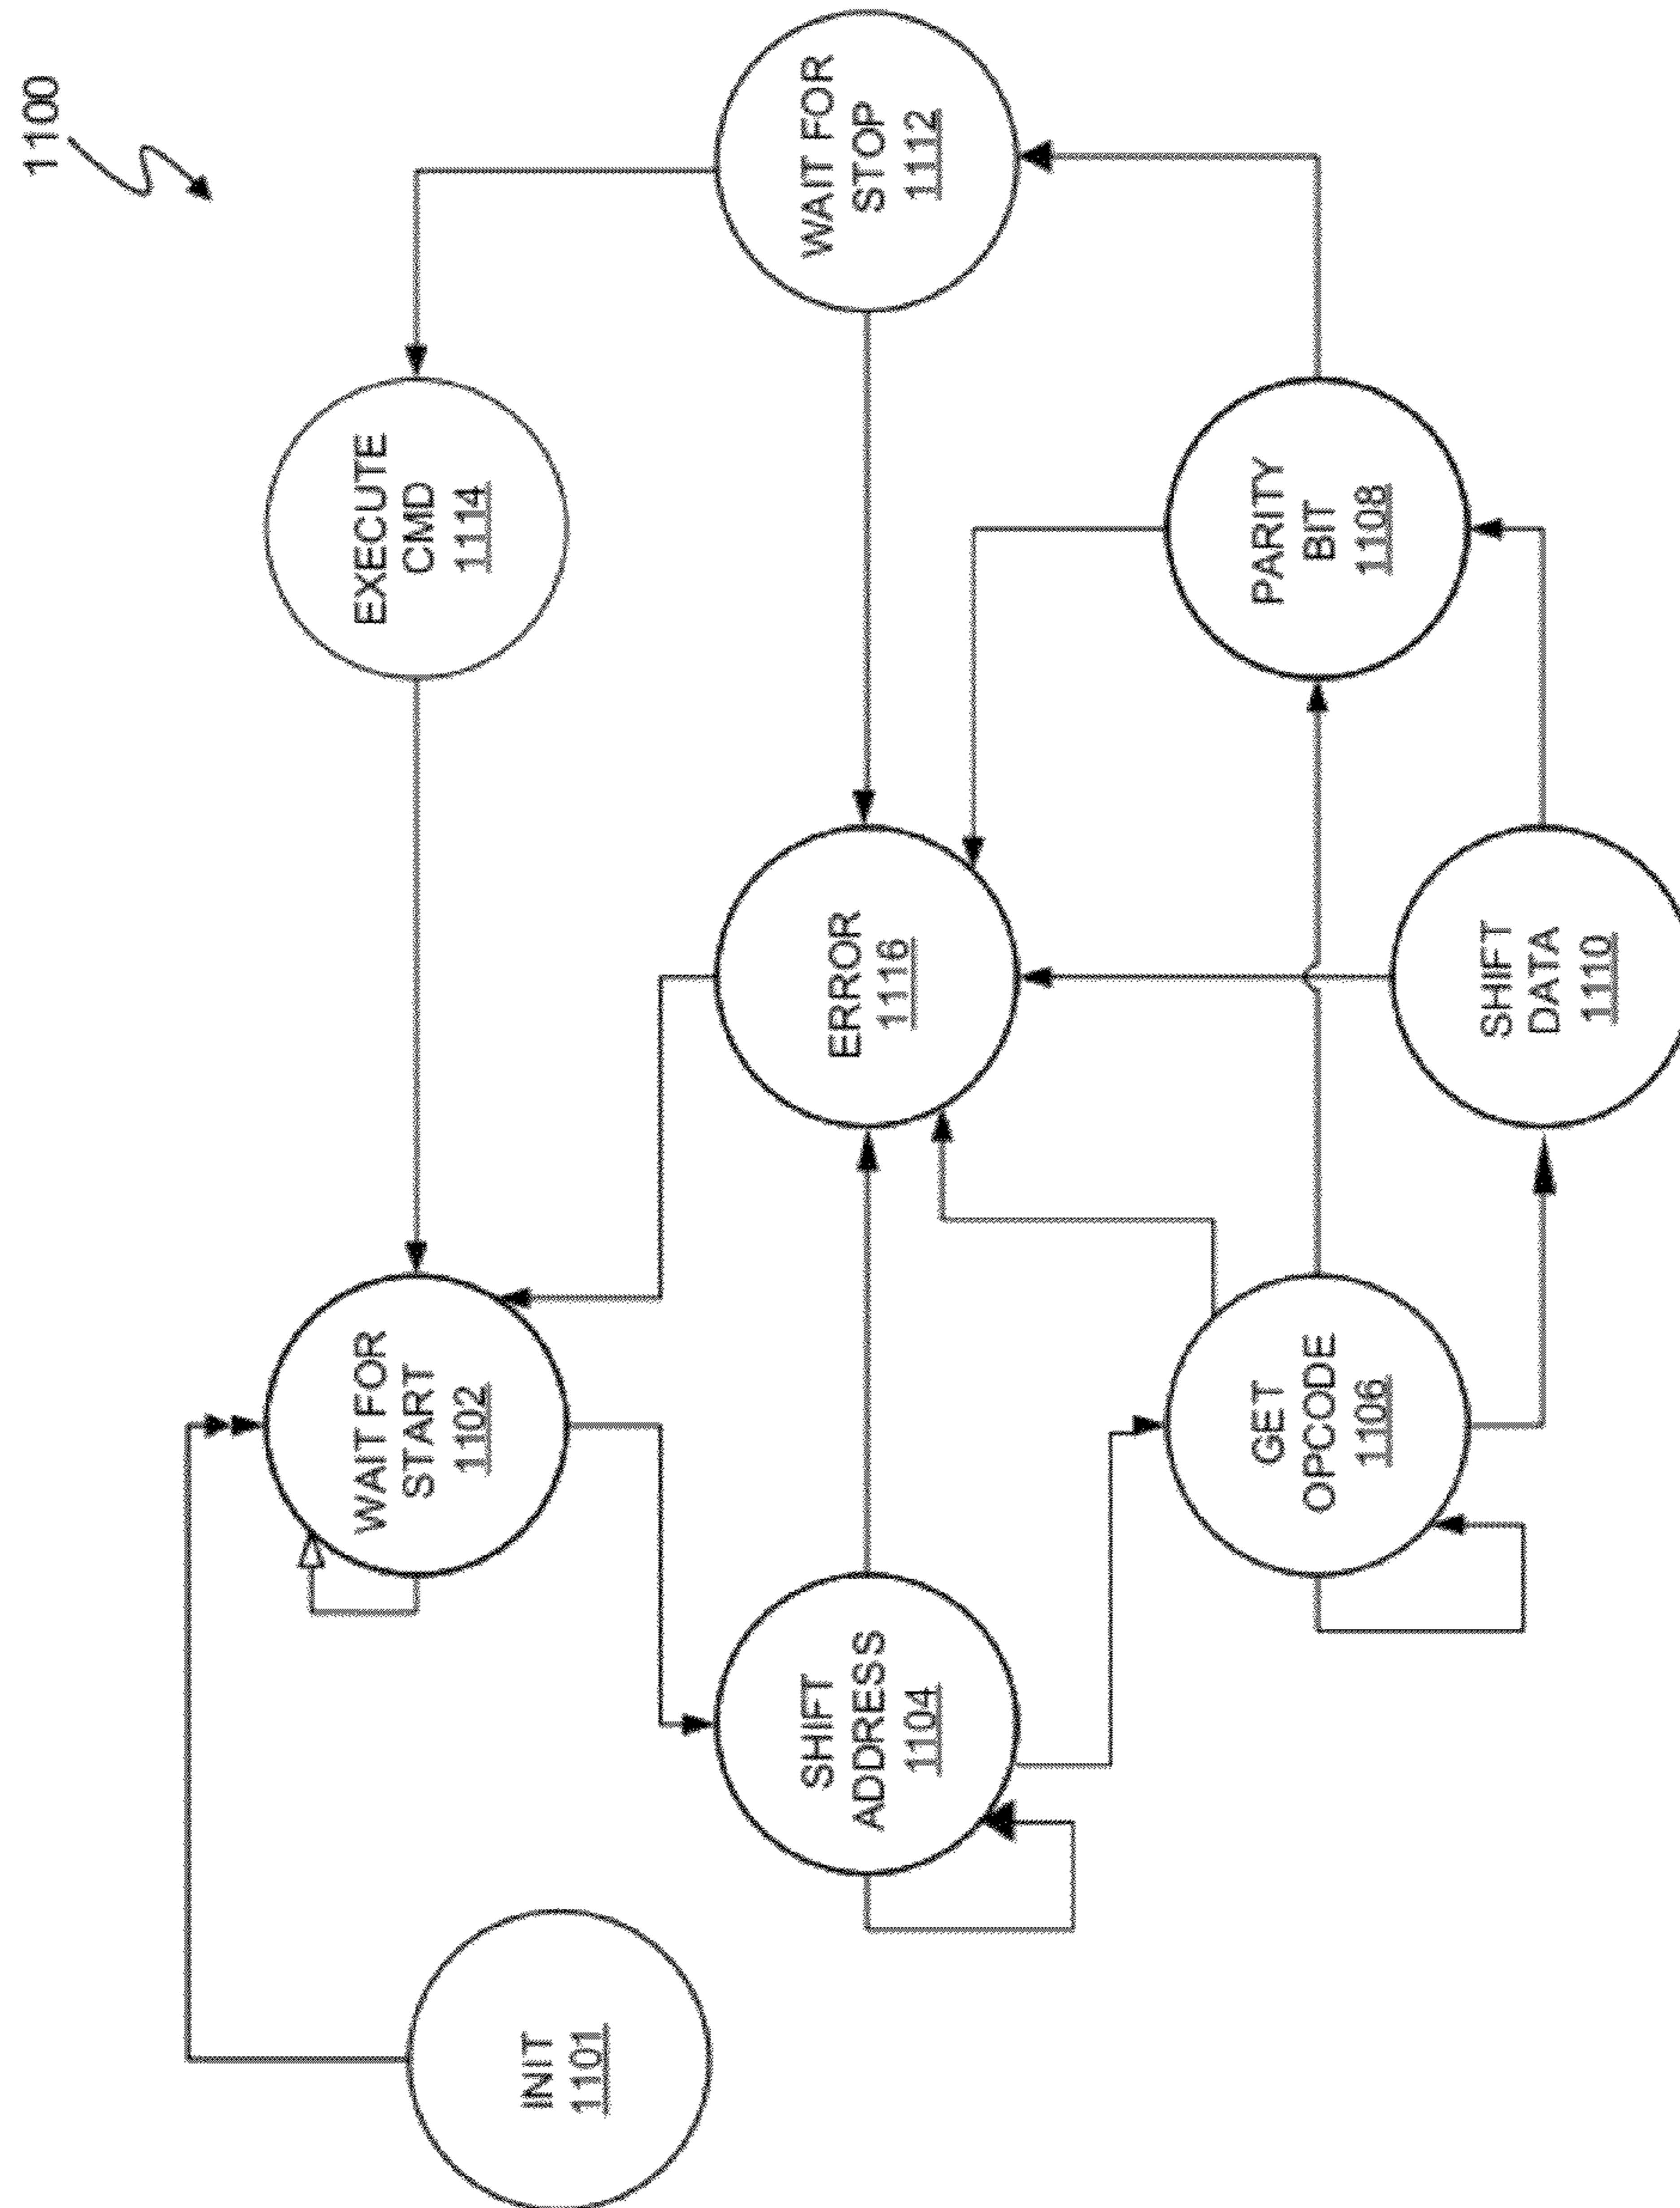 1100
INIT
1101
WAIT FOR
START
1102
EXECUTE
CMD
1114
SHIFT
ADDRESS
1104
ERROR
1116
WAIT FOR
STOP
1112
GET
OPCODE
1106
PARITY
BIT
1108
SHIFT
DATA
1110